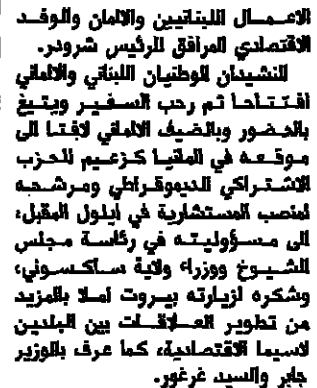 الاعمال اللبنانيين والالمان والوفد
الاقتصادي المرافق للرئيس شرودر.
النشيدان الوطنيان اللبناني والالماني
افتتاحا ثم رحب السفير ويتيغ
بالحضور وبالضيف الالماني لافتا الى
موقعه في المانيا كزعيم للحزب
الاشتراكي الديموقراطي ومرشحه
لمنصب المستشارية في ايلول المقبل،
الى مسؤوليته في رئاسة مجلس
الشيوخ ووزراء ولاية ساكسوني،
وشكره لزيارته بيروت املا بالمزيد
من تطوير العلاقات بين البلدين
لاسيما الاقتصادية، كما عرف بالوزير
جابر والسيد غرغور.